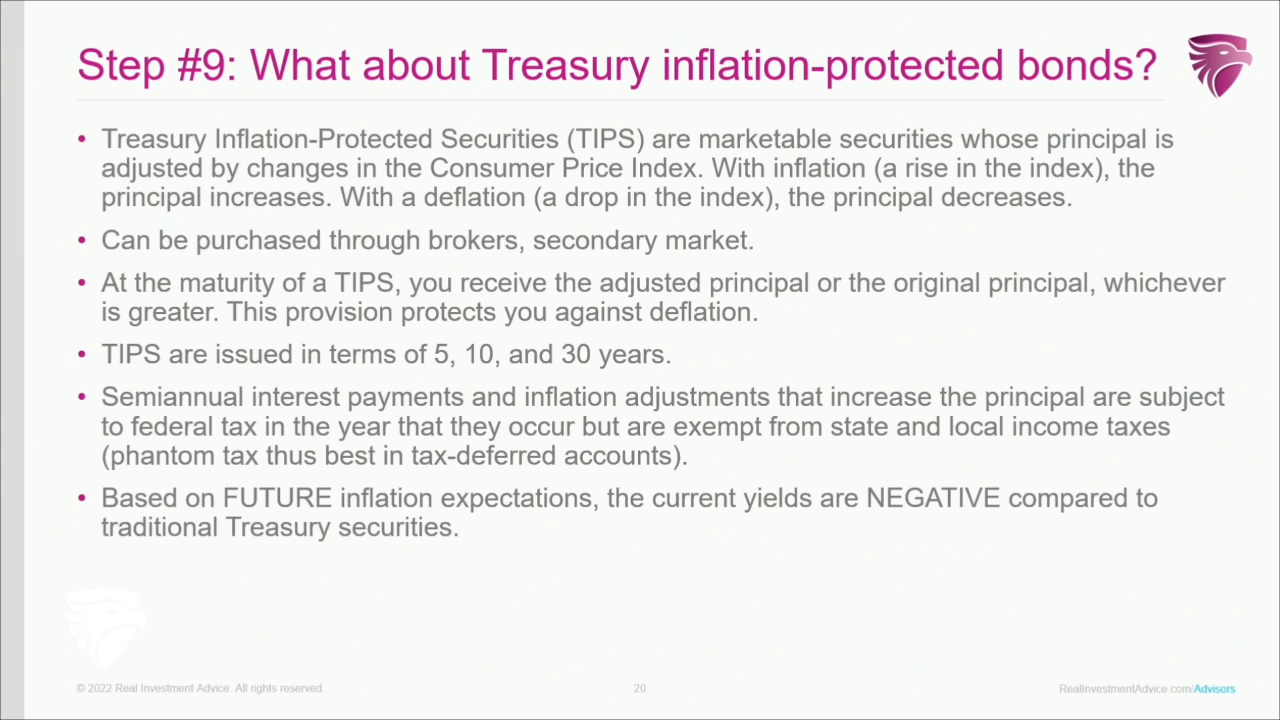 Step #9: What about Treasury inflation-protected bonds?
• Treasury Inflation-Protected Securities (TIPS) are marketable securities whose principal is
adjusted by changes in the Consumer Price Index. With inflation (a rise in the index), the
principal increases. With a deflation (a drop in the index), the principal decreases.
• Can be purchased through brokers, secondary market.
• At the maturity of a TIPS, you receive the adjusted principal or the original principal, whichever
is greater. This provision protects you against deflation.
• TIPS are issued in terms of 5, 10, and 30 years.
• Semiannual interest payments and inflation adjustments that increase the principal are subject
to federal tax in the year that they occur but are exempt from state and local income taxes
(phantom tax thus best in tax-deferred accounts).
• Based on FUTURE inflation expectations, the current yields are NEGATIVE compared to
traditional Treasury securities.
© 2022 Real Investment Advice. All rights reserved.
20
RealInvestmentAdvice.com/Advisors